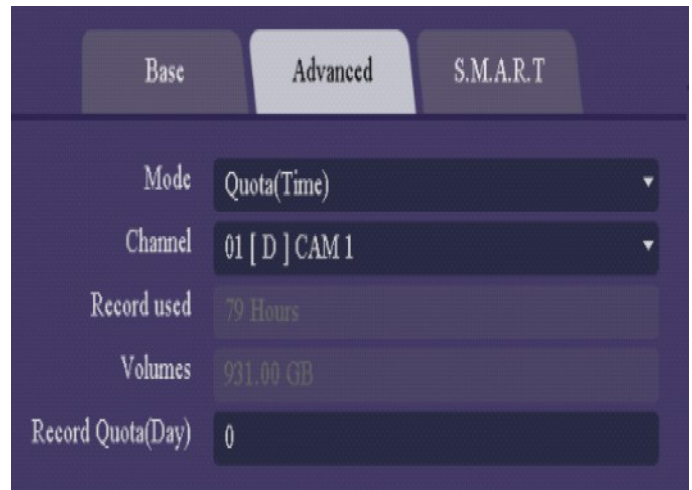 Base Advanced S.M.A.R.T
Mode Quota(Time)
Channel 01 [ D ] CAM 1
Record used 79 Hours
Volumes 931.00 GB
Record Quota(Day) 0